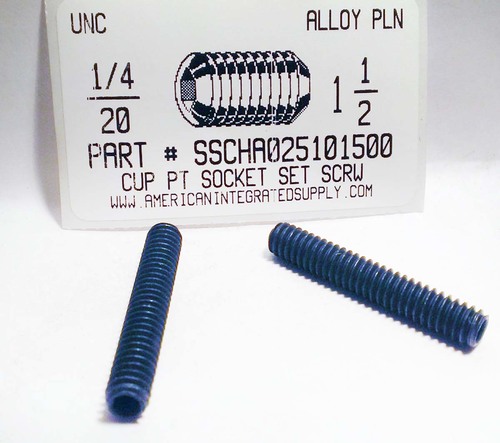 UNC ALLOY PLN
1/4
20
1 1/2
PART # SSCHA025101500
CUP PT SOCKET SET SCRW
WWW.AMERICANINTEGRATEDSUPPLY.COM